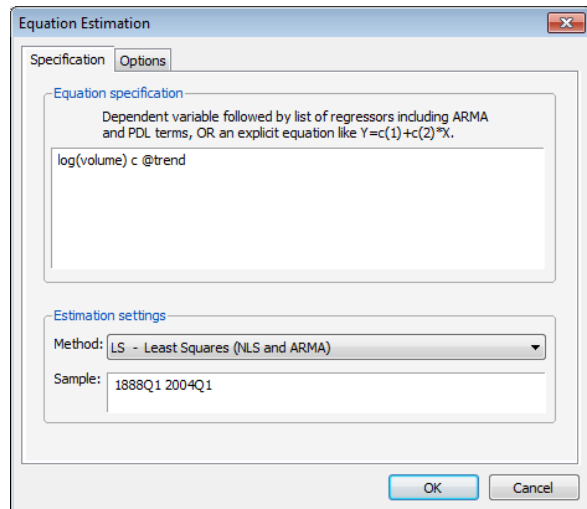 Equation Estimation
Specification
Options
Equation specification
Dependent variable followed by list of regressors including ARMA
and PDL terms, OR an explicit equation like Y=c(1)+c(2)*X.
log(volume) c @trend
Estimation settings
Method:
LS - Least Squares (NLS and ARMA)
Sample:
1888Q1 2004Q1
OK
Cancel